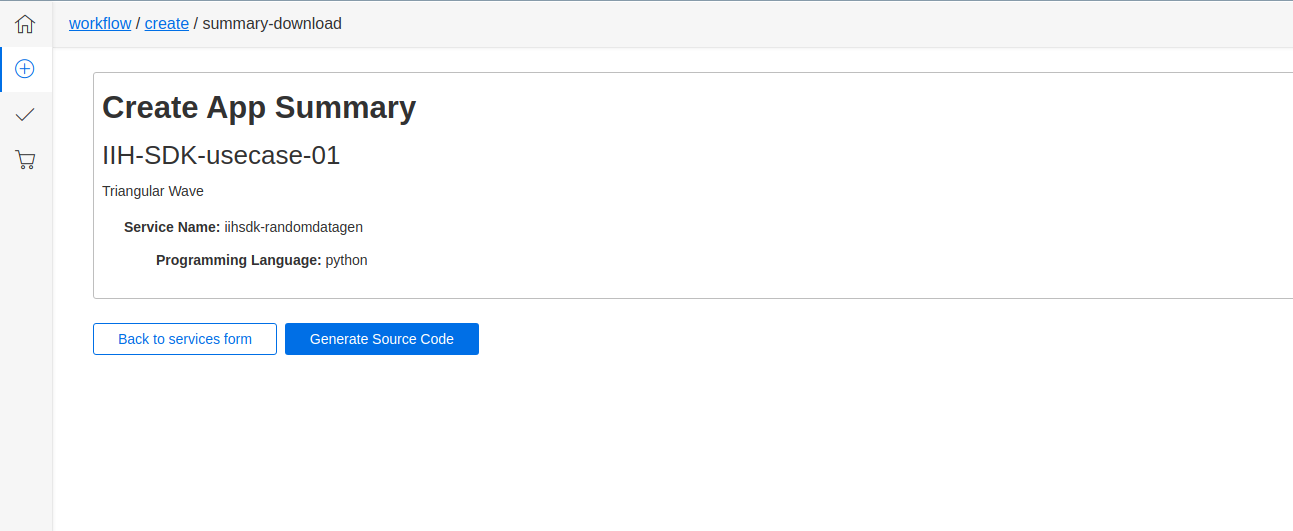 workflow / create / summary-download
Create App Summary
IIH-SDK-usecase-01
Triangular Wave
Service Name: iihsdk-randomdatagen
Programming Language: python
Back to services form
Generate Source Code